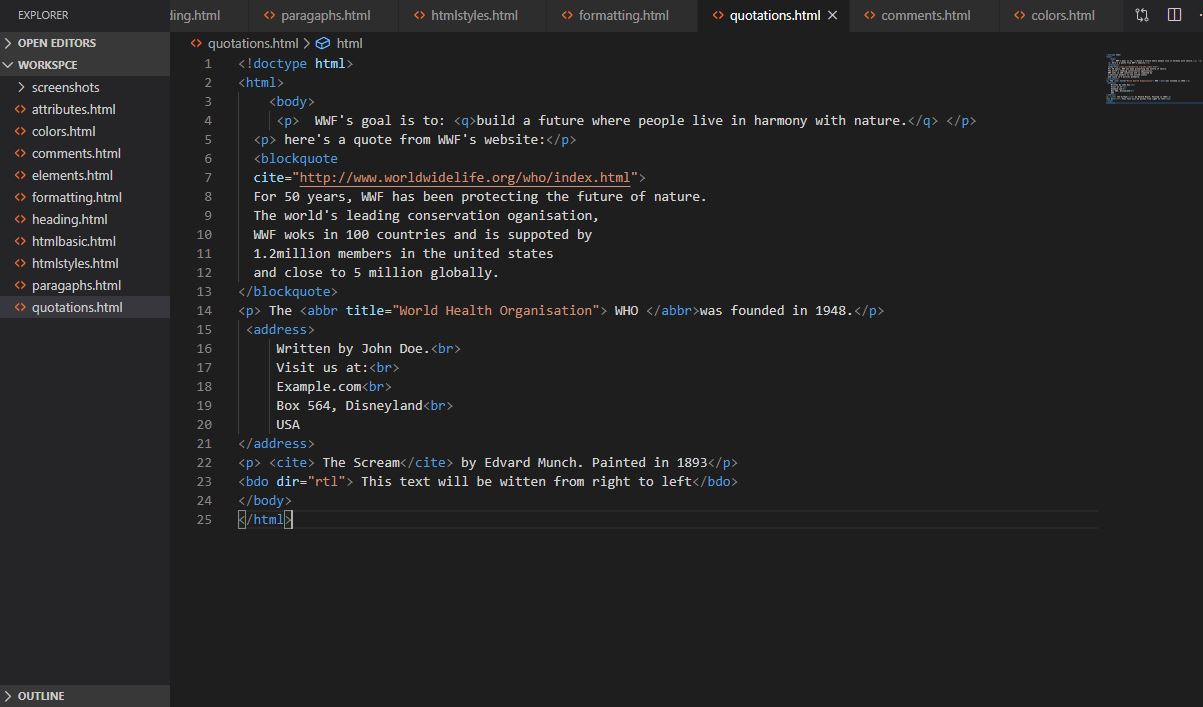 EXPLORER
OPEN EDITORS
WORKSPCE
screenshots
attributes.html
colors.html
comments.html
elements.html
formatting.html
heading.html
htmlbasic.html
htmlstyles.html
paragaphs.html
quotations.html
OUTLINE
ding.html
paragaphs.html
htmlstyles.html
formatting.html
quotations.html
comments.html
colors.html
quotations.html > html
1 <!doctype html>
2 <html>
3 <body>
4 <p>  WWF's goal is to: <q>build a future where people live in harmony with nature.</q> </p>
5 <p> here's a quote from WWF's website:</p>
6 <blockquote
7 cite="http://www.worldwidelife.org/who/index.html">
8 For 50 years, WWF has been protecting the future of nature.
9 The world's leading conservation oganisation,
10 WWF woks in 100 countries and is suppoted by
11 1.2million members in the united states
12 and close to 5 million globally.
13 </blockquote>
14 <p> The <abbr title="World Health Organisation"> WHO </abbr>was founded in 1948.</p>
15 <address>
16 Written by John Doe.<br>
17 Visit us at:<br>
18 Example.com<br>
19 Box 564, Disneyland<br>
20 USA
21 </address>
22 <p> <cite> The Scream</cite> by Edvard Munch. Painted in 1893</p>
23 <bdo dir="rtl"> This text will be witten from right to left</bdo>
24 </body>
25 </html>